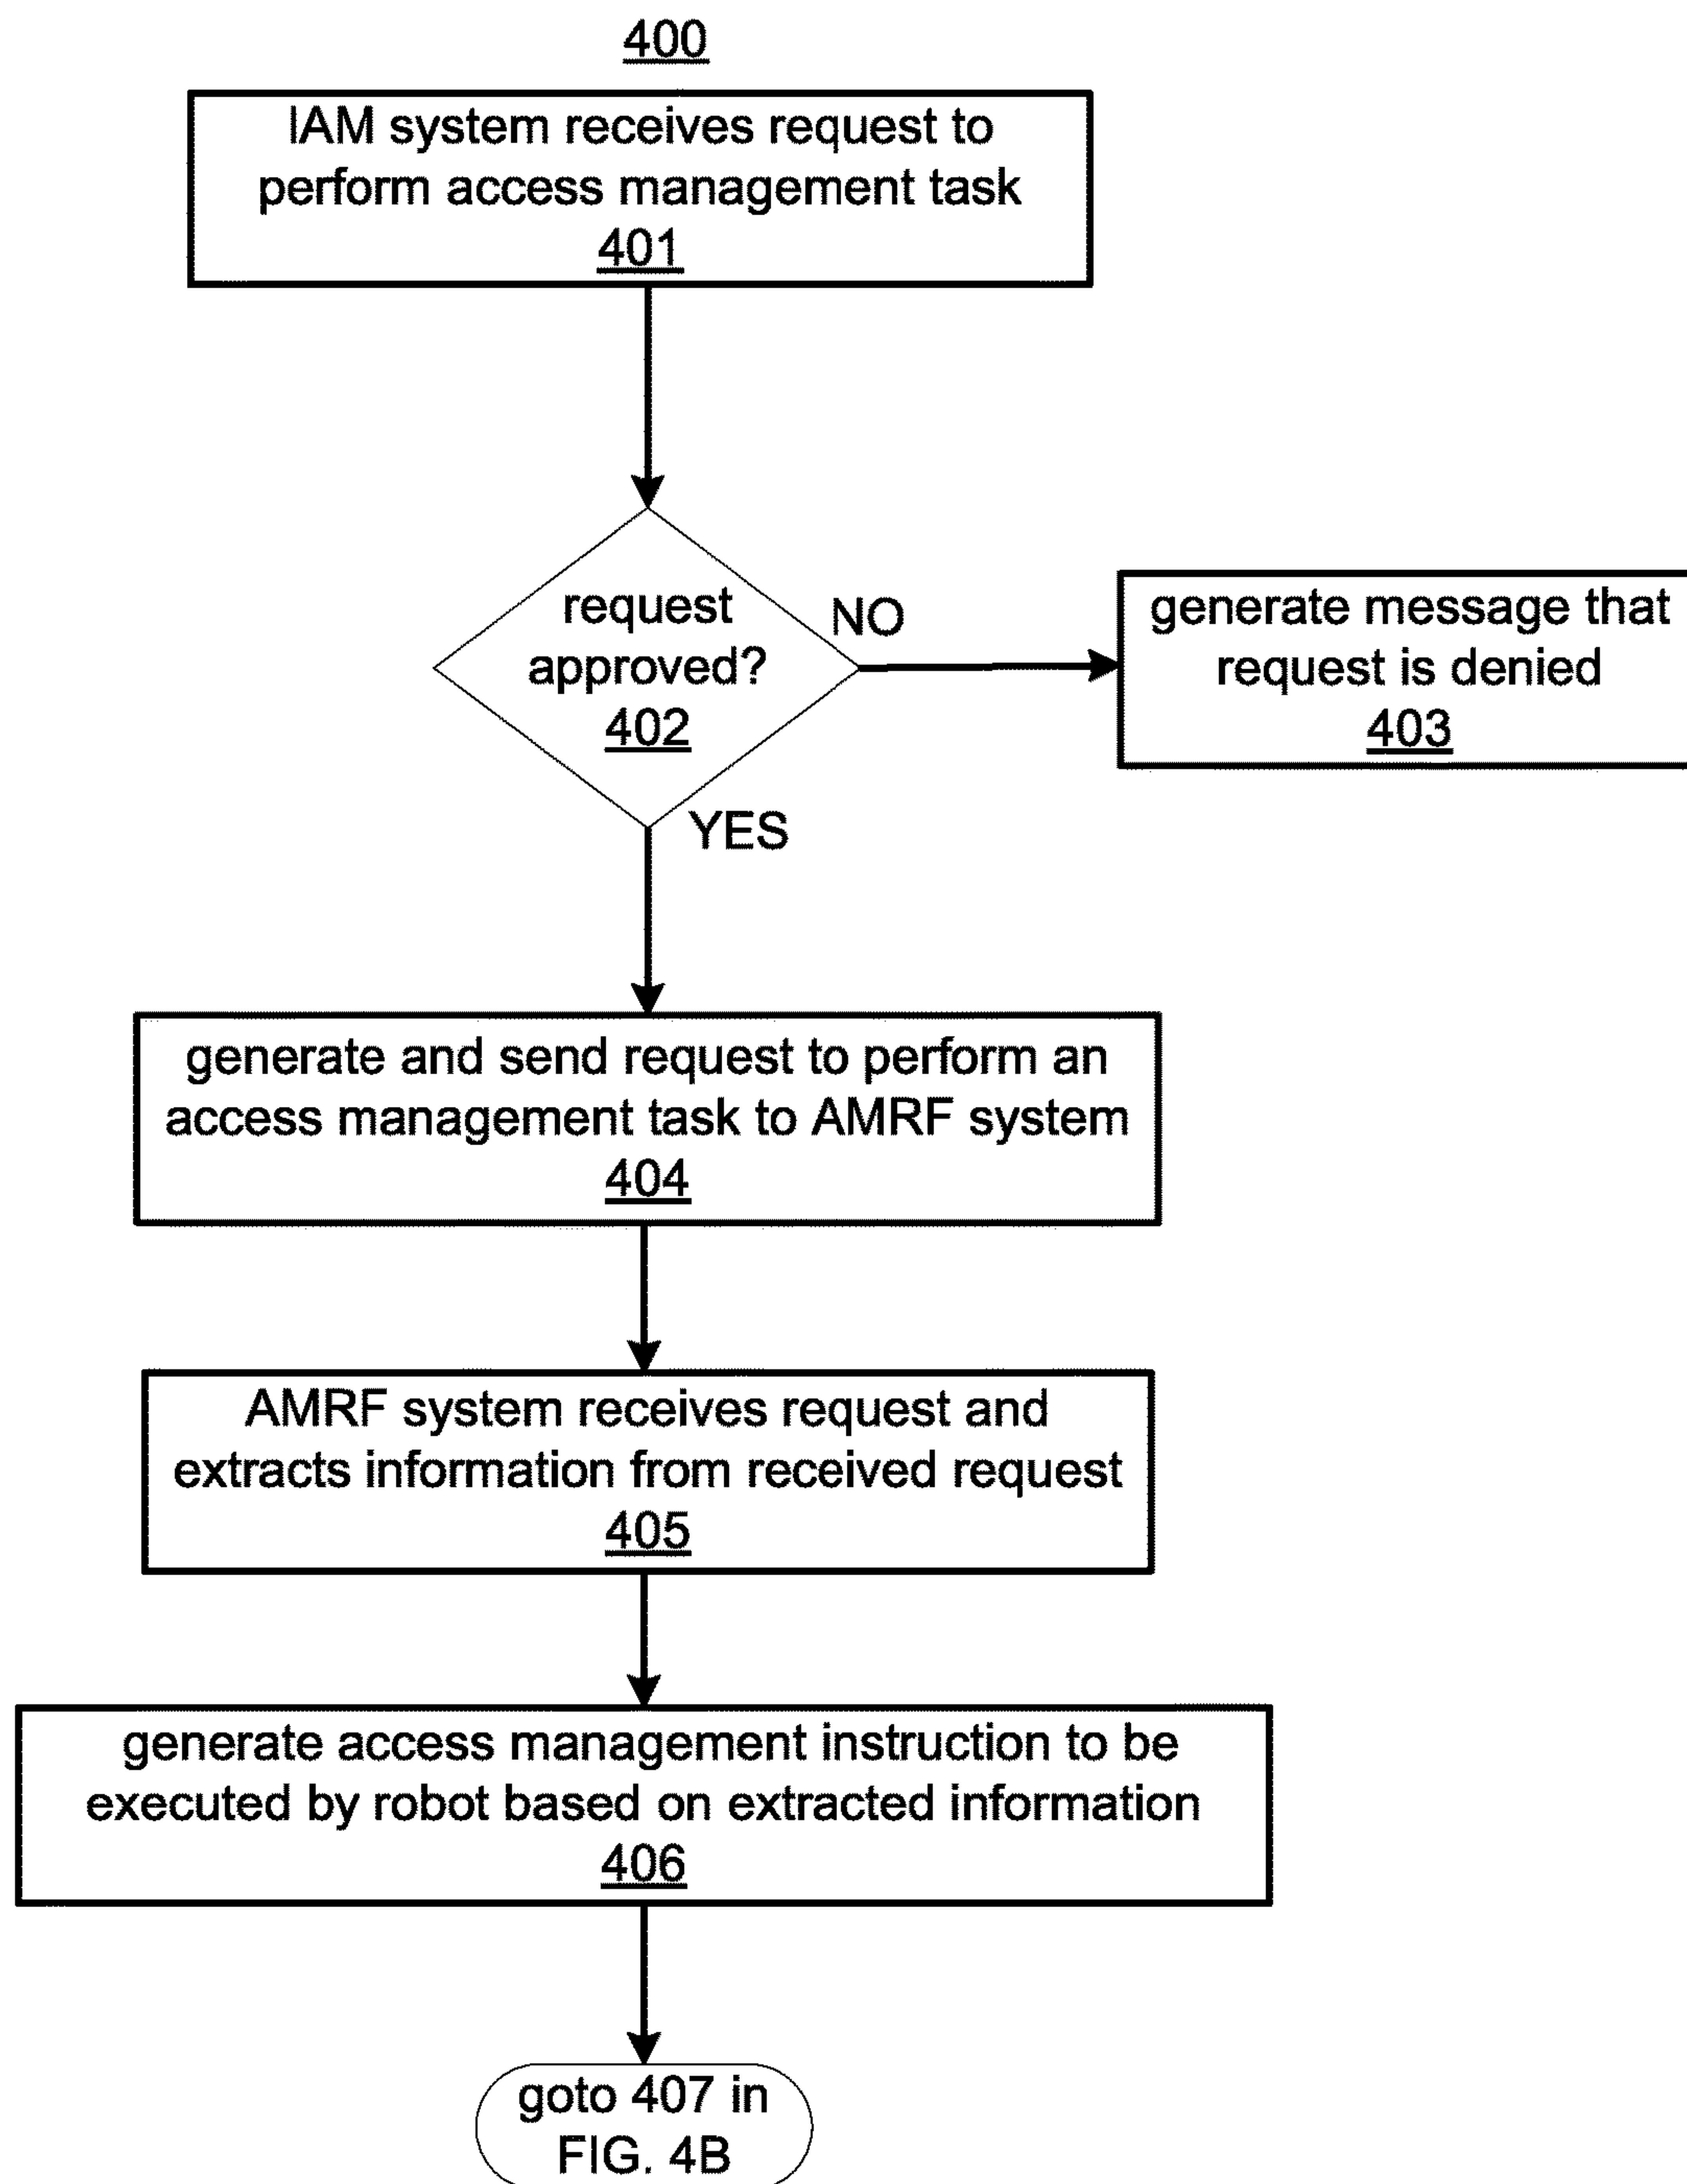 400
IAM system receives request to
perform access management task
401
request
approved?
402
NO
generate message that
request is denied
403
YES
generate and send request to perform an
access management task to AMRF system
404
AMRF system receives request and
extracts information from received request
405
generate access management instruction to be
executed by robot based on extracted information
406
goto 407 in
FIG. 4B